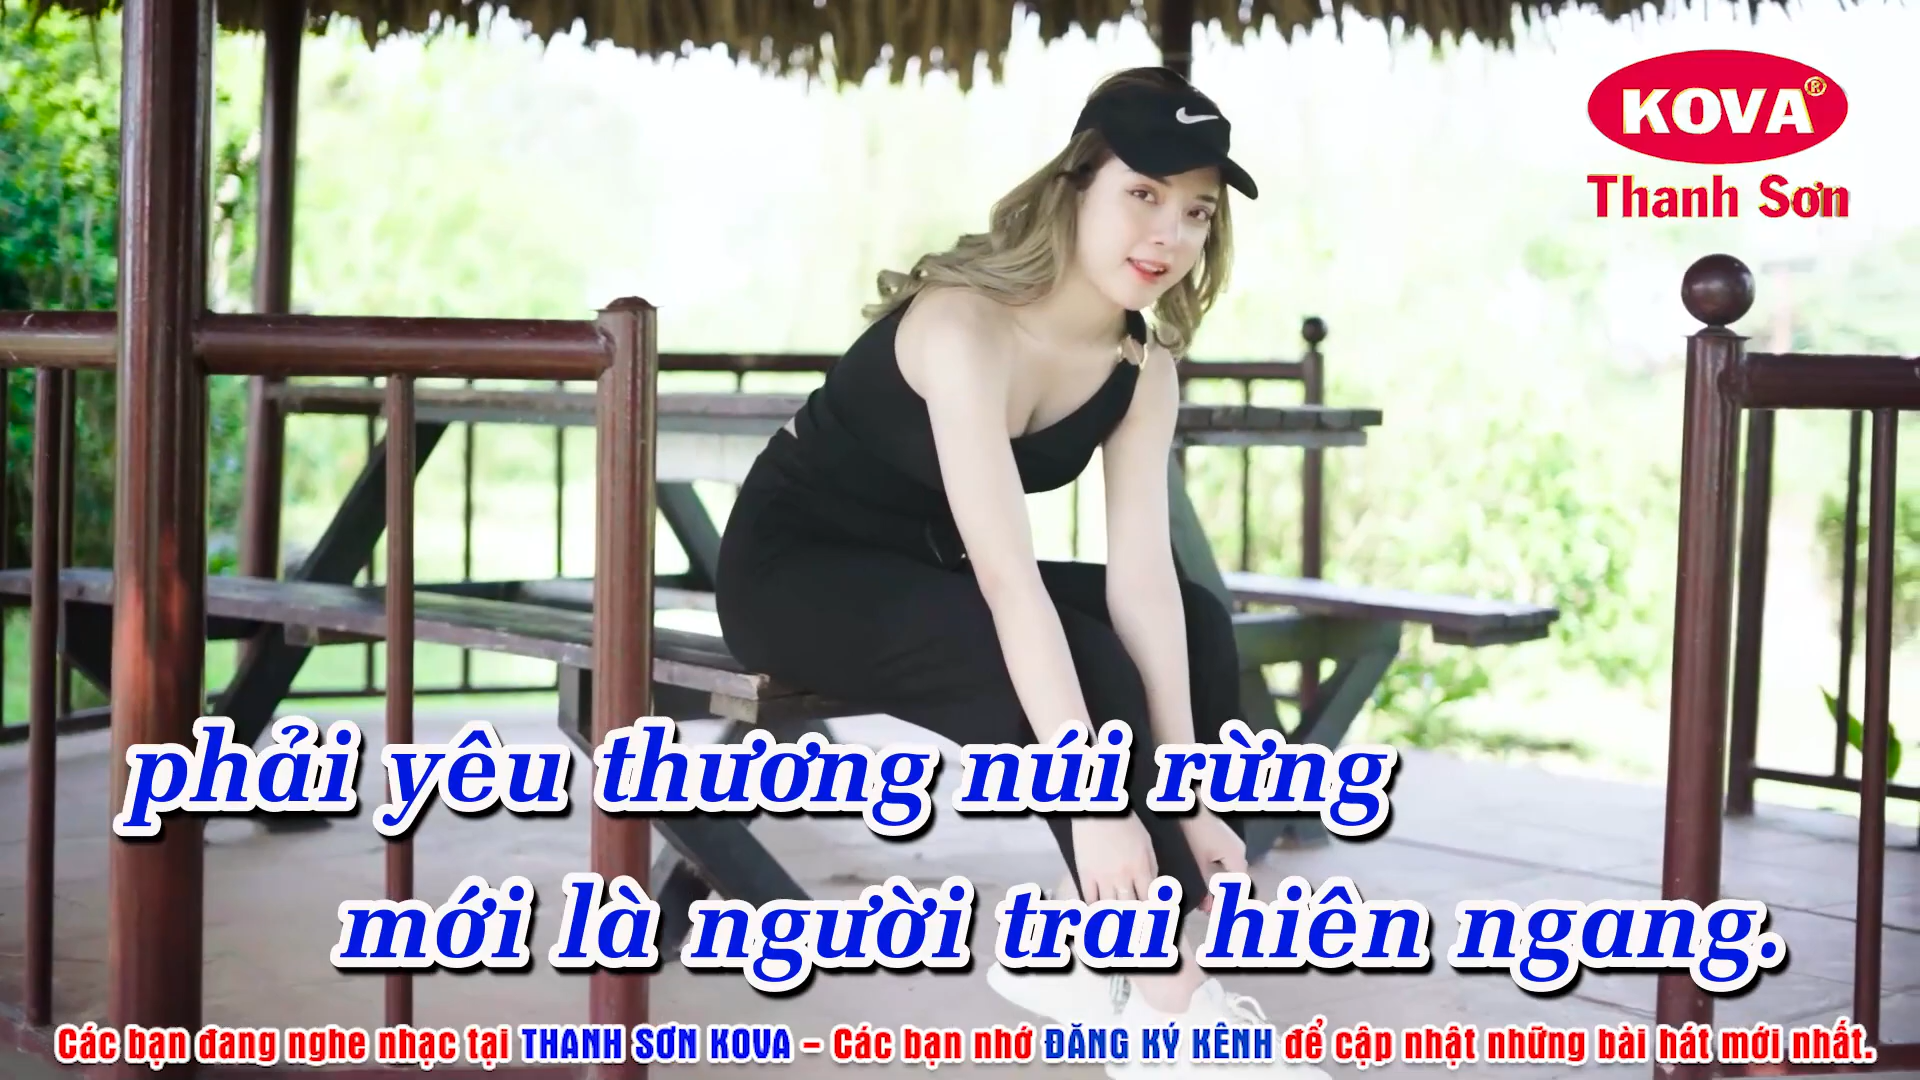 KOVA®
Thanh Sơn
phải yêu thương núi rừng
mới là người trai hiên ngang.
Các bạn đang nghe nhạc tại THANH SƠN KOVA – Các bạn nhớ ĐĂNG KÝ KÊNH để cập nhật những bài hát mới nhất.